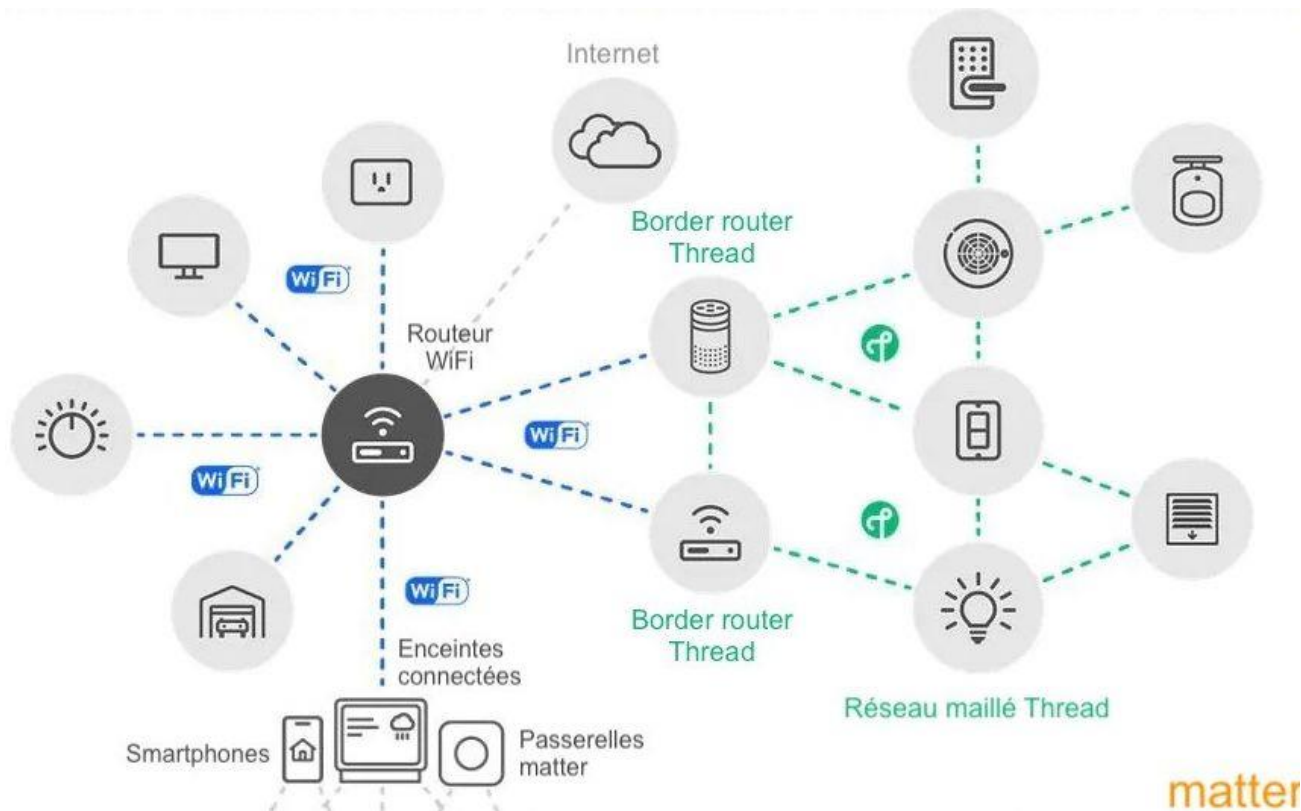 Internet
Border router
Thread
WiFi
Routeur
WiFi
WiFi
WiFi
WiFi
Border router
Thread
Enceintes
connectées
Réseau maillé Thread
Smartphones
Passerelles
matter
matter